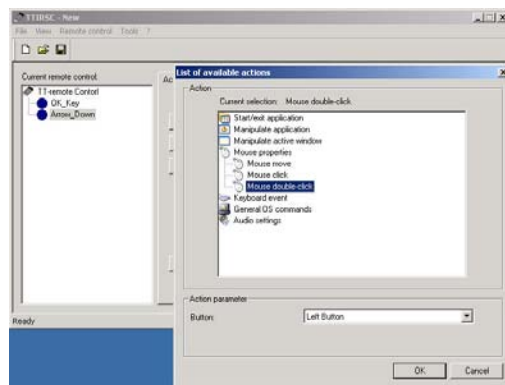 TTIRSC - New
File View Remote control Tools ?
Current remote control:
TT-remote Contorl
OK_Key
Arrow_Down
Ac
Ready
List of available actions
Action
Current selection: Mouse double-click
Start/exit application
Manipulate application
Manipulate active window
Mouse properties
Mouse move
Mouse click
Mouse double-click
Keyboard event
General OS commands
Audio settings
Action parameter
Button: Left Button
OK Cancel